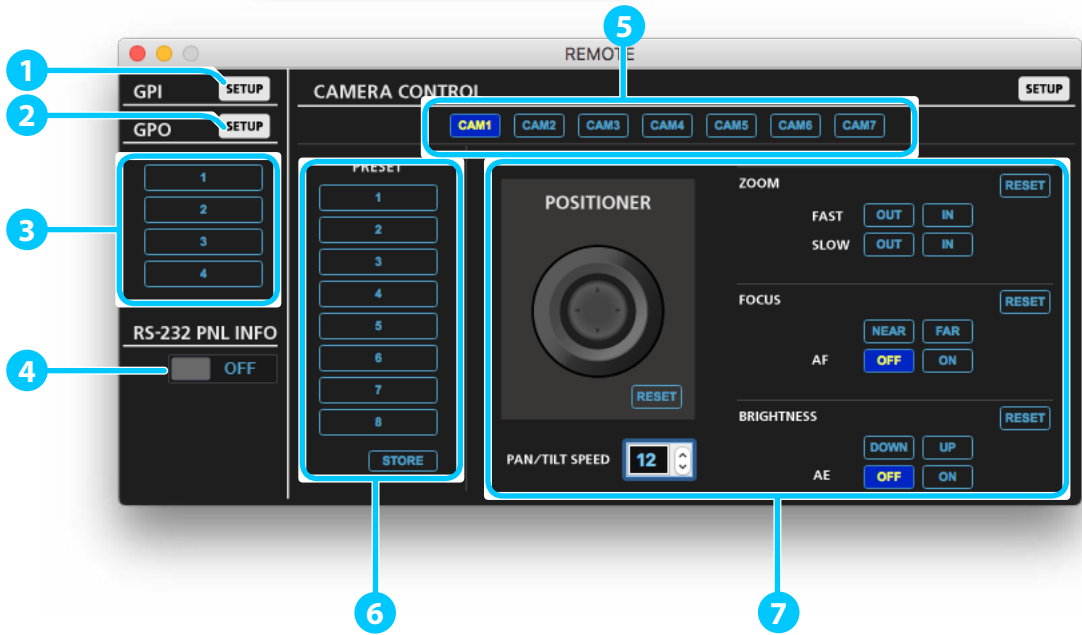 5
REMOTE
1
GPI SETUP
CAMERA CONTROL SETUP
2
GPO SETUP
CAM1 CAM2 CAM3 CAM4 CAM5 CAM6 CAM7
3
1
2
3
4
RS-232 PNL INFO
4
OFF
PRESET
1
2
3
4
5
6
7
8
STORE
POSITIONER
RESET
PAN/TILT SPEED 12
ZOOM RESET
FAST OUT IN
SLOW OUT IN
FOCUS RESET
NEAR FAR
AF OFF ON
BRIGHTNESS RESET
DOWN UP
AE OFF ON
6
7